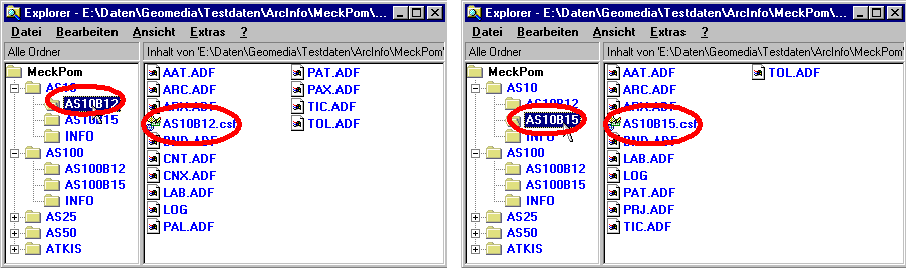 Explorer - E:\Daten\Geomedia\Testdaten\ArcInfo\MeckPom\...
Datei Bearbeiten Ansicht Extras ?
Alle Ordner
Inhalt von 'E:\Daten\Geomedia\Testdaten\ArcInfo\MeckPom'
MeckPom
AS10
AS10B12
AS10B15
INFO
AS100
AS100B12
AS100B15
INFO
AS25
AS50
ATKIS
AAT.ADF
ARC.ADF
ARX.ADF
AS10B12.csf
BND.ADF
CNT.ADF
CNX.ADF
LAB.ADF
LOG
PAL.ADF
PAT.ADF
PAX.ADF
TIC.ADF
TOL.ADF
Explorer - E:\Daten\Geomedia\Testdaten\ArcInfo\MeckPom\...
Datei Bearbeiten Ansicht Extras ?
Alle Ordner
Inhalt von 'E:\Daten\Geomedia\Testdaten\ArcInfo\MeckPom'
MeckPom
AS10
AS10B12
AS10B15
INFO
AS100
AS100B12
AS100B15
INFO
AS25
AS50
ATKIS
AAT.ADF
ARC.ADF
ARX.ADF
AS10B15.csf
BND.ADF
LAB.ADF
LOG
PAT.ADF
PRJ.ADF
TIC.ADF
TOL.ADF